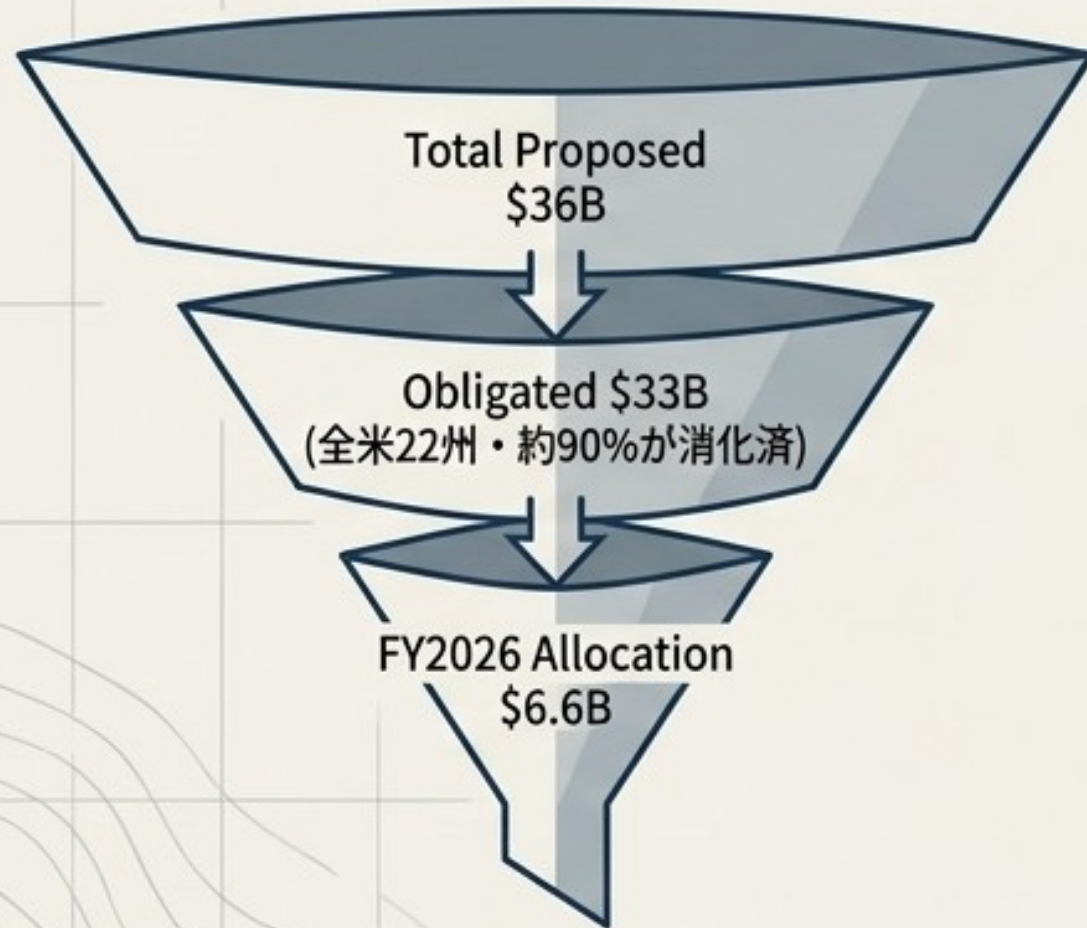 Total Proposed
$36B
Obligated $33B
(全米22州・約90%が消化済)
FY2026 Allocation
$6.6B